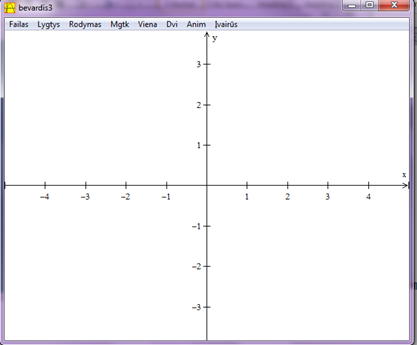 bevardis3
Failas Lygtys Rodymas Mgtk Viena Dvi Anim Įvairūs
y
3
2
1
x
−4 −3 −2 −1 1 2 3 4
−1
−2
−3